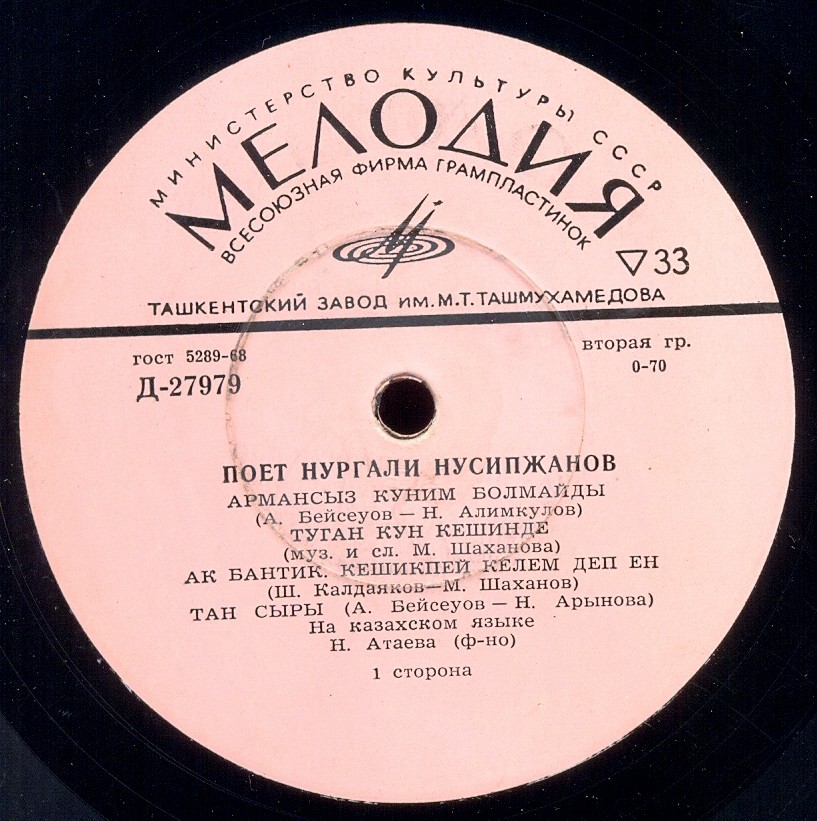 МИНИСТЕРСТВО КУЛЬТУРЫ СССР
МЕЛОДИЯ
ВСЕСОЮЗНАЯ ФИРМА ГРАМПЛАСТИНОК
▽33
ТАШКЕНТСКИЙ ЗАВОД ИМ.М.Т.ТАШМУХАМЕДОВА
гост 5289-68
вторая гр.
Д-27979
0-70
ПОЕТ НУРГАЛИ НУСИПЖАНОВ
АРМАНСЫЗ КУНИМ БОЛМАЙДЫ
(А. Бейсеуов — Н. Алимкулов)
ТУГАН КУН КЕШИНДЕ
(муз. и сл. М. Шаханова)
АК БАНТИК. КЕШИКПЕЙ КЕЛЕМ ДЕП ЕН
(Ш. Калдаяков—М. Шаханов)
ТАН СЫРЫ (А. Бейсеуов — Н. Арынова)
На казахском языке
Н. Атаева (ф-но)
1 сторона